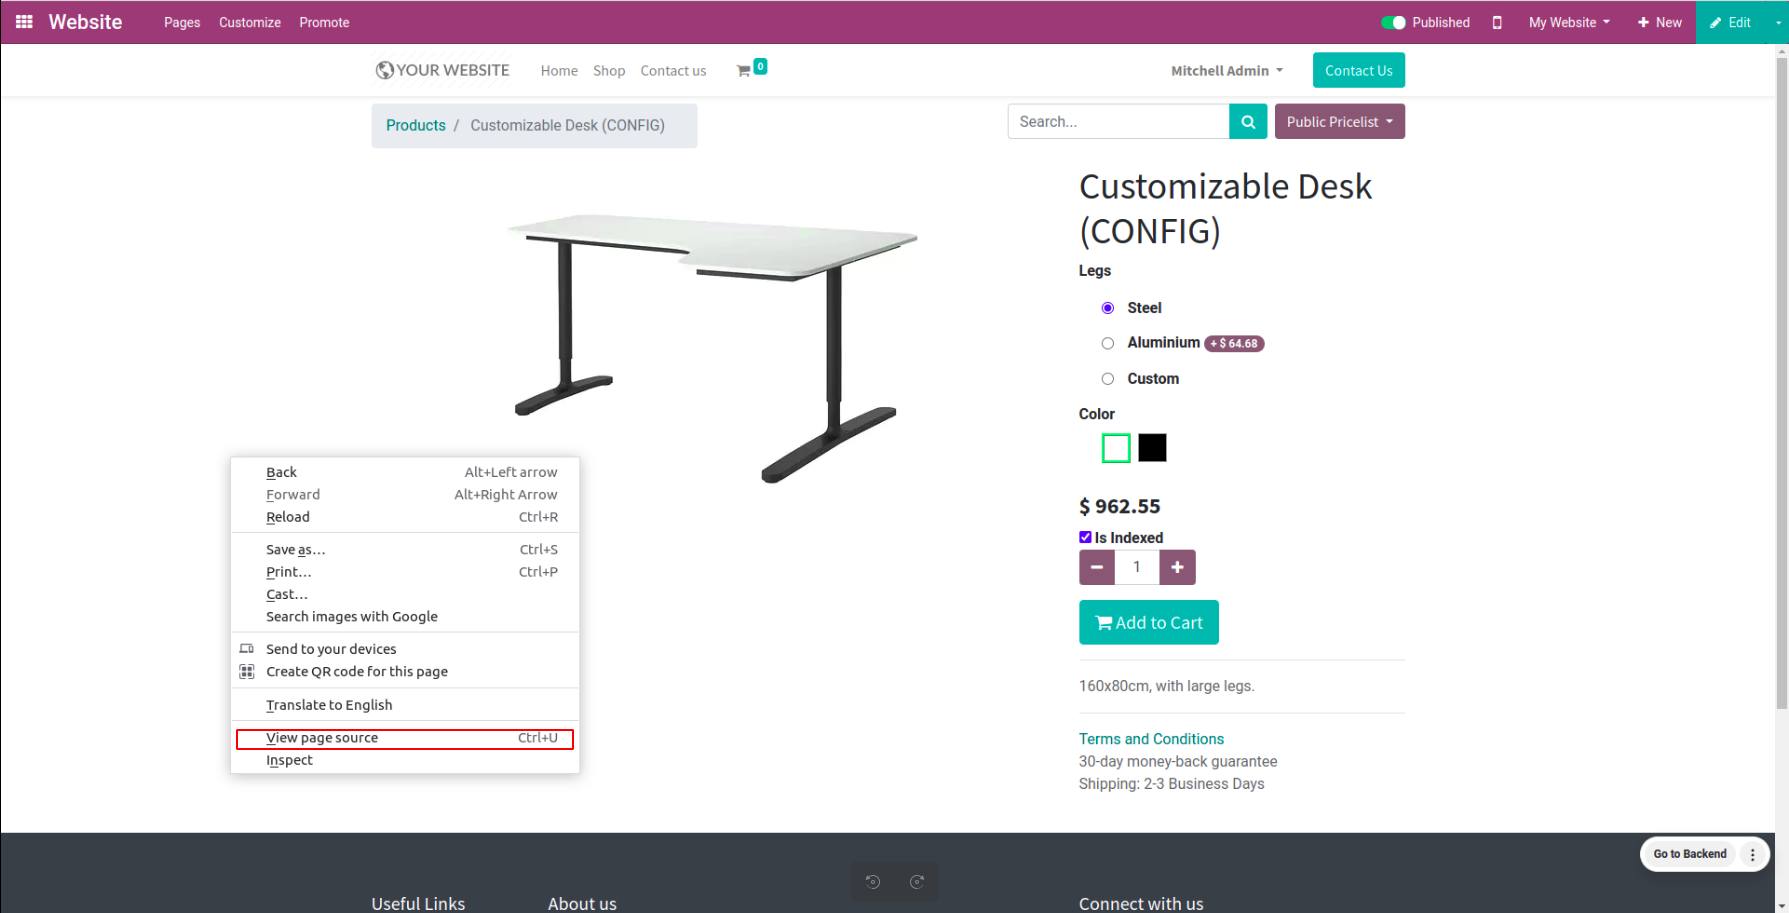 Website Pages Customize Promote Published My Website + New Edit
YOUR WEBSITE Home Shop Contact us 0 Mitchell Admin Contact Us
Products / Customizable Desk (CONFIG) Search... Public Pricelist
Customizable Desk
(CONFIG)
Legs
Steel
Aluminium + $ 64.68
Custom
Color
$ 962.55
Is Indexed
1
Add to Cart
160x80cm, with large legs.
Terms and Conditions
30-day money-back guarantee
Shipping: 2-3 Business Days
Back Alt+Left arrow
Forward Alt+Right Arrow
Reload Ctrl+R
Save as... Ctrl+S
Print... Ctrl+P
Cast...
Search images with Google
Send to your devices
Create QR code for this page
Translate to English
View page source Ctrl+U
Inspect
Go to Backend
Useful Links About us Connect with us